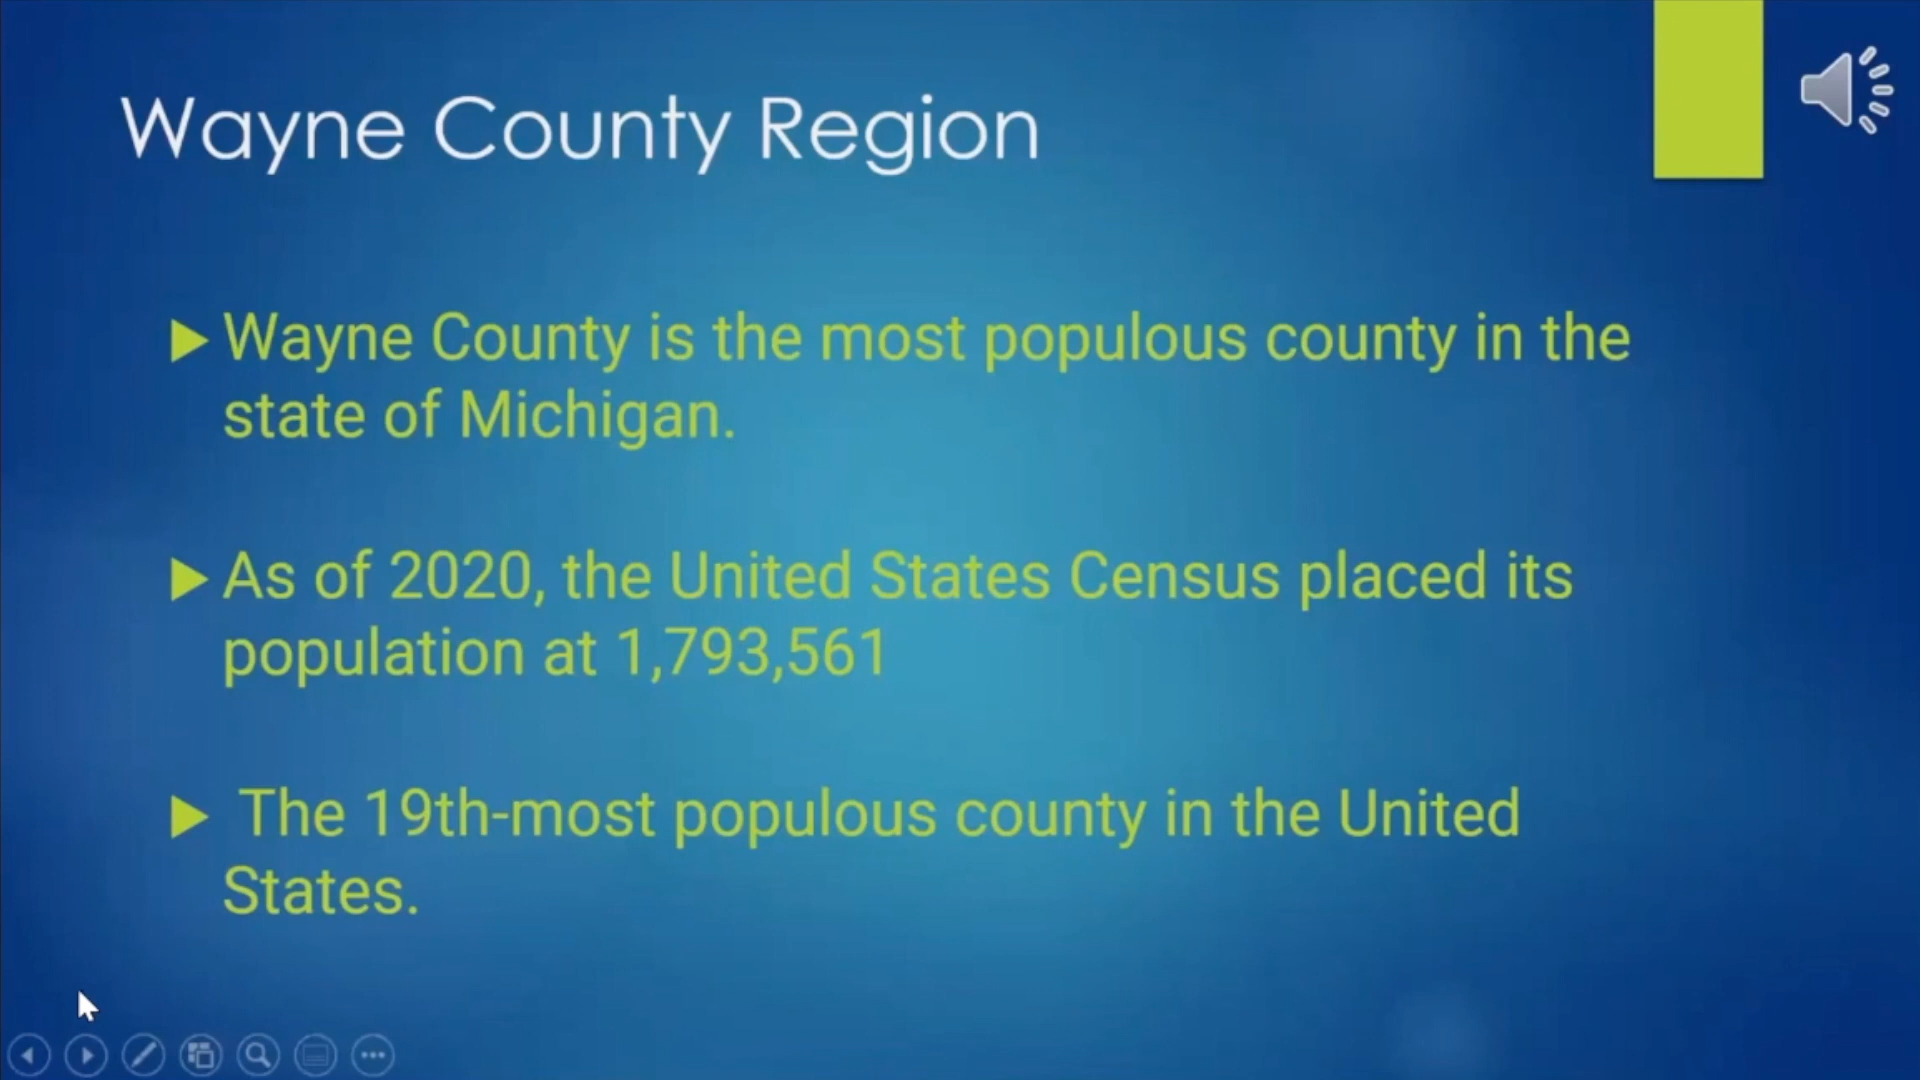 Wayne County Region
Wayne County is the most populous county in the
state of Michigan.
As of 2020, the United States Census placed its
population at 1,793,561
The 19th-most populous county in the United
States.